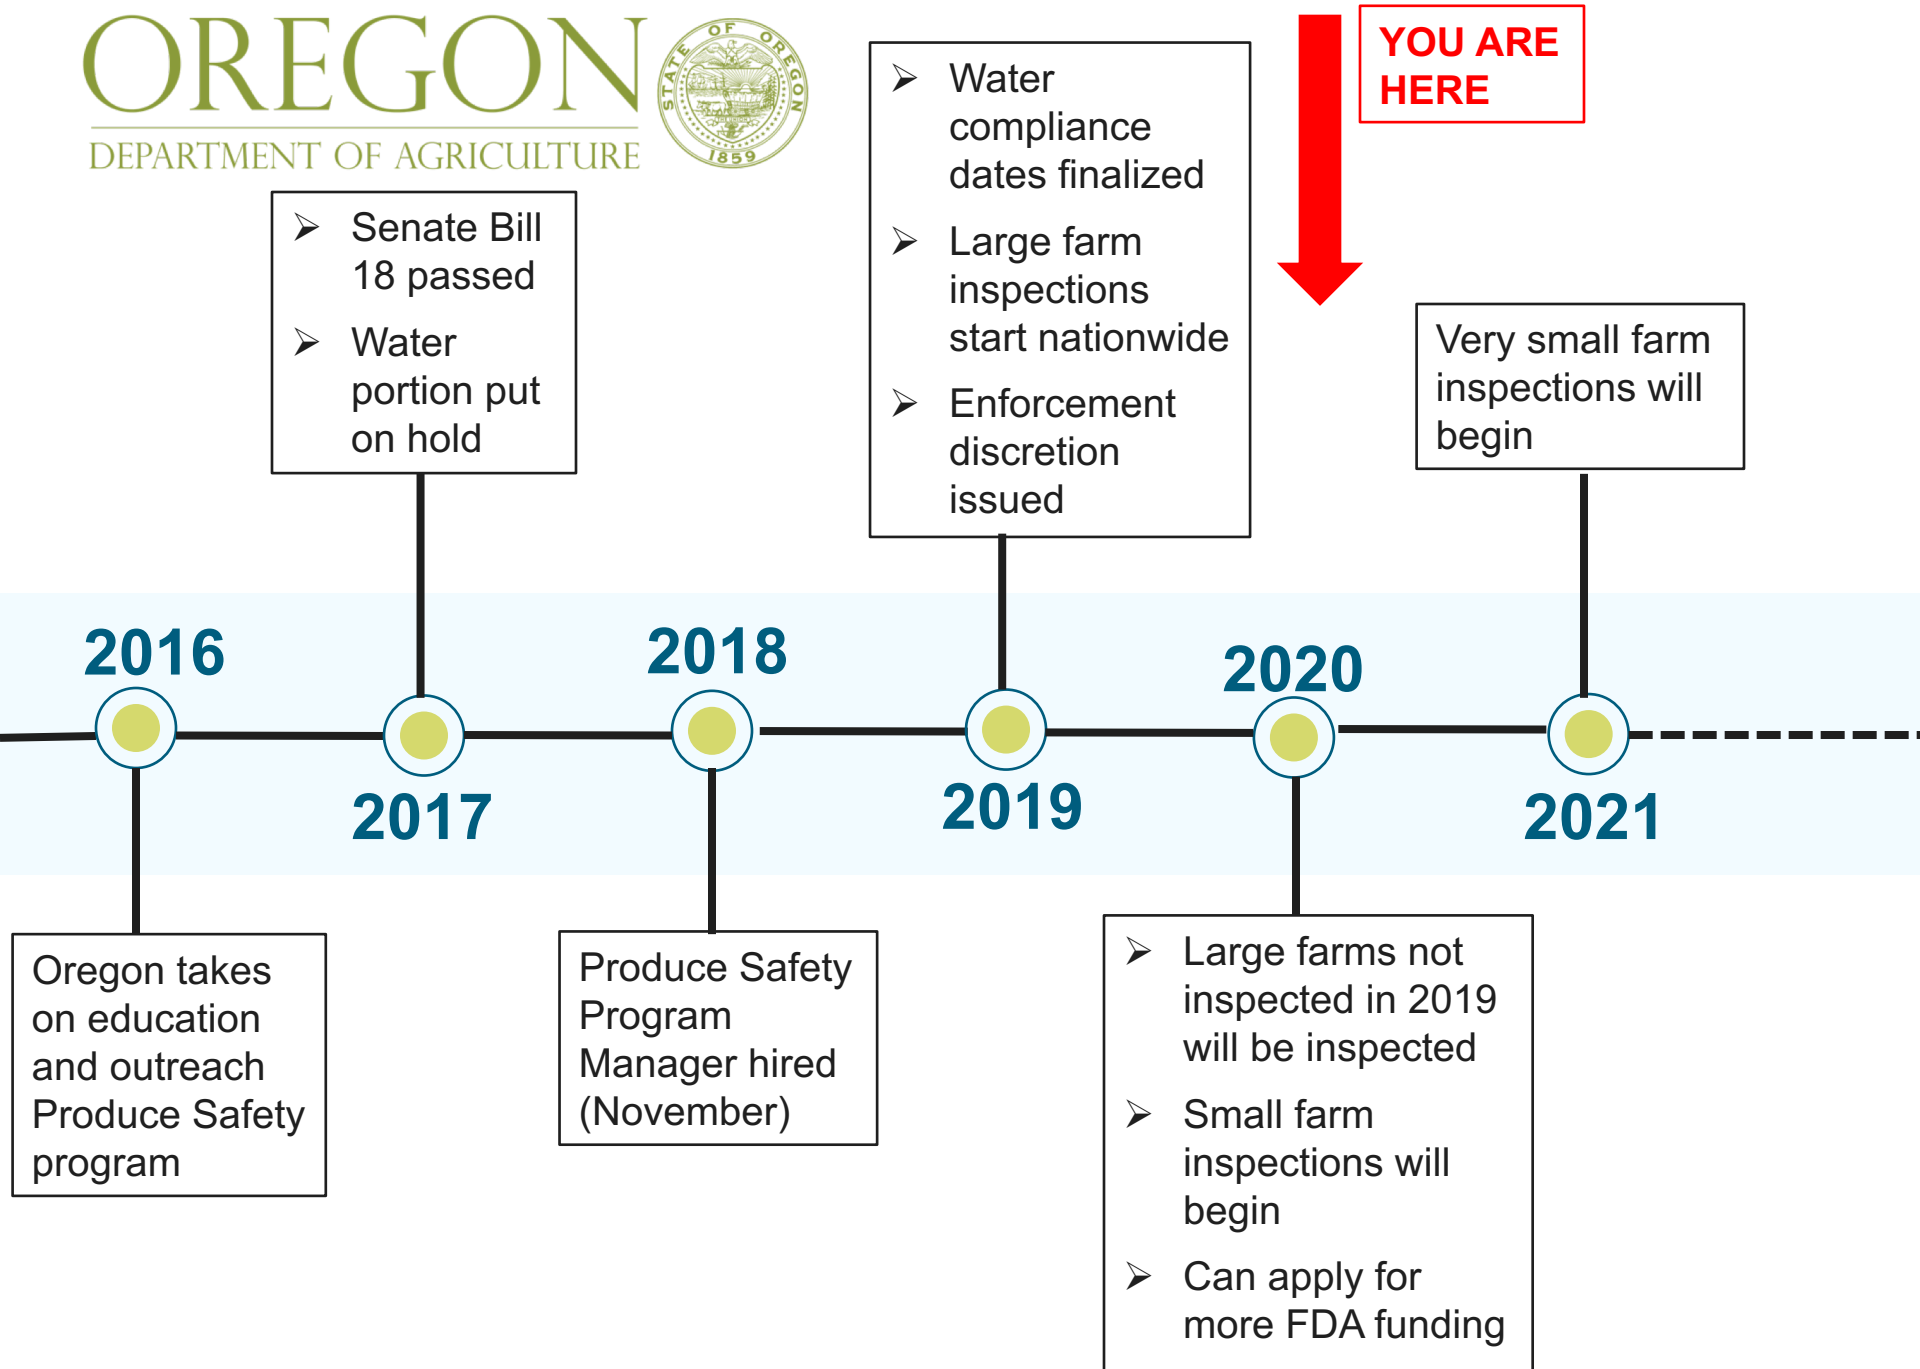 OREGON
DEPARTMENT OF AGRICULTURE
STATE OF OREGON
1859
YOU ARE
HERE
➢ Senate Bill
18 passed
➢ Water
portion put
on hold
➢ Water
compliance
dates finalized
➢ Large farm
inspections
start nationwide
➢ Enforcement
discretion
issued
Very small farm
inspections will
begin
2016
2017
2018
2019
2020
2021
Oregon takes
on education
and outreach
Produce Safety
program
Produce Safety
Program
Manager hired
(November)
➢ Large farms not
inspected in 2019
will be inspected
➢ Small farm
inspections will
begin
➢ Can apply for
more FDA funding